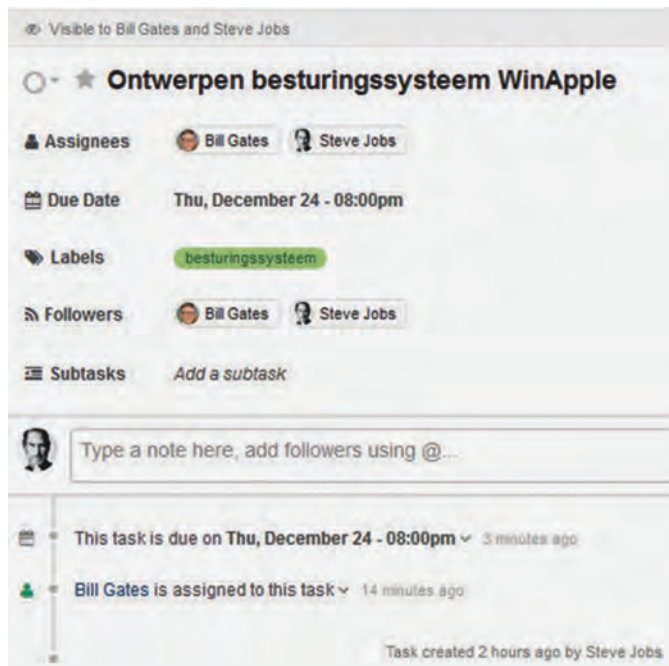 Visible to Bill Gates and Steve Jobs
Ontwerpen besturingssysteem WinApple
Assignees Bill Gates Steve Jobs
Due Date Thu, December 24 - 08:00pm
Labels besturingssysteem
Followers Bill Gates Steve Jobs
Subtasks Add a subtask
Type a note here, add followers using @...
This task is due on Thu, December 24 - 08:00pm 3 minutes ago
Bill Gates is assigned to this task 14 minutes ago
Task created 2 hours ago by Steve Jobs